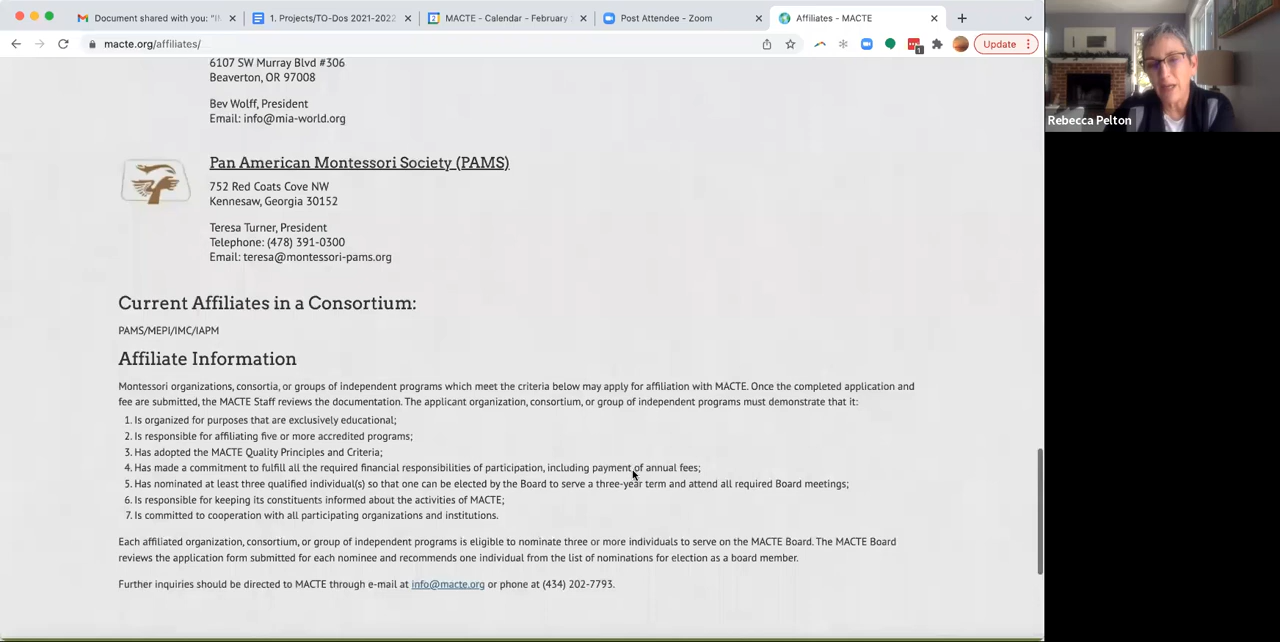 Document shared with you: "I
1. Projects/TO-Dos 2021-2022
MACTE - Calendar - February
Post Attendee - Zoom
Affiliates - MACTE
macte.org/affiliates/
1
Update
6107 SW Murray Blvd #306
Beaverton, OR 97008
Bev Wolff, President
Email: info@mia-world.org
Pan American Montessori Society (PAMS)
752 Red Coats Cove NW
Kennesaw, Georgia 30152
Teresa Turner, President
Telephone: (478) 391-0300
Email: teresa@montessori-pams.org
Current Affiliates in a Consortium:
PAMS/MEPI/IMC/IAPM
Affiliate Information
Montessori organizations, consortia, or groups of independent programs which meet the criteria below may apply for affiliation with MACTE. Once the completed application and
fee are submitted, the MACTE Staff reviews the documentation. The applicant organization, consortium, or group of independent programs must demonstrate that it:
1. Is organized for purposes that are exclusively educational;
2. Is responsible for affiliating five or more accredited programs;
3. Has adopted the MACTE Quality Principles and Criteria;
4. Has made a commitment to fulfill all the required financial responsibilities of participation, including payment of annual fees;
5. Has nominated at least three qualified individual(s) so that one can be elected by the Board to serve a three-year term and attend all required Board meetings;
6. Is responsible for keeping its constituents informed about the activities of MACTE;
7. Is committed to cooperation with all participating organizations and institutions.
Each affiliated organization, consortium, or group of independent programs is eligible to nominate three or more individuals to serve on the MACTE Board. The MACTE Board
reviews the application form submitted for each nominee and recommends one individual from the list of nominations for election as a board member.
Further inquiries should be directed to MACTE through e-mail at info@macte.org or phone at (434) 202-7793.
Rebecca Pelton